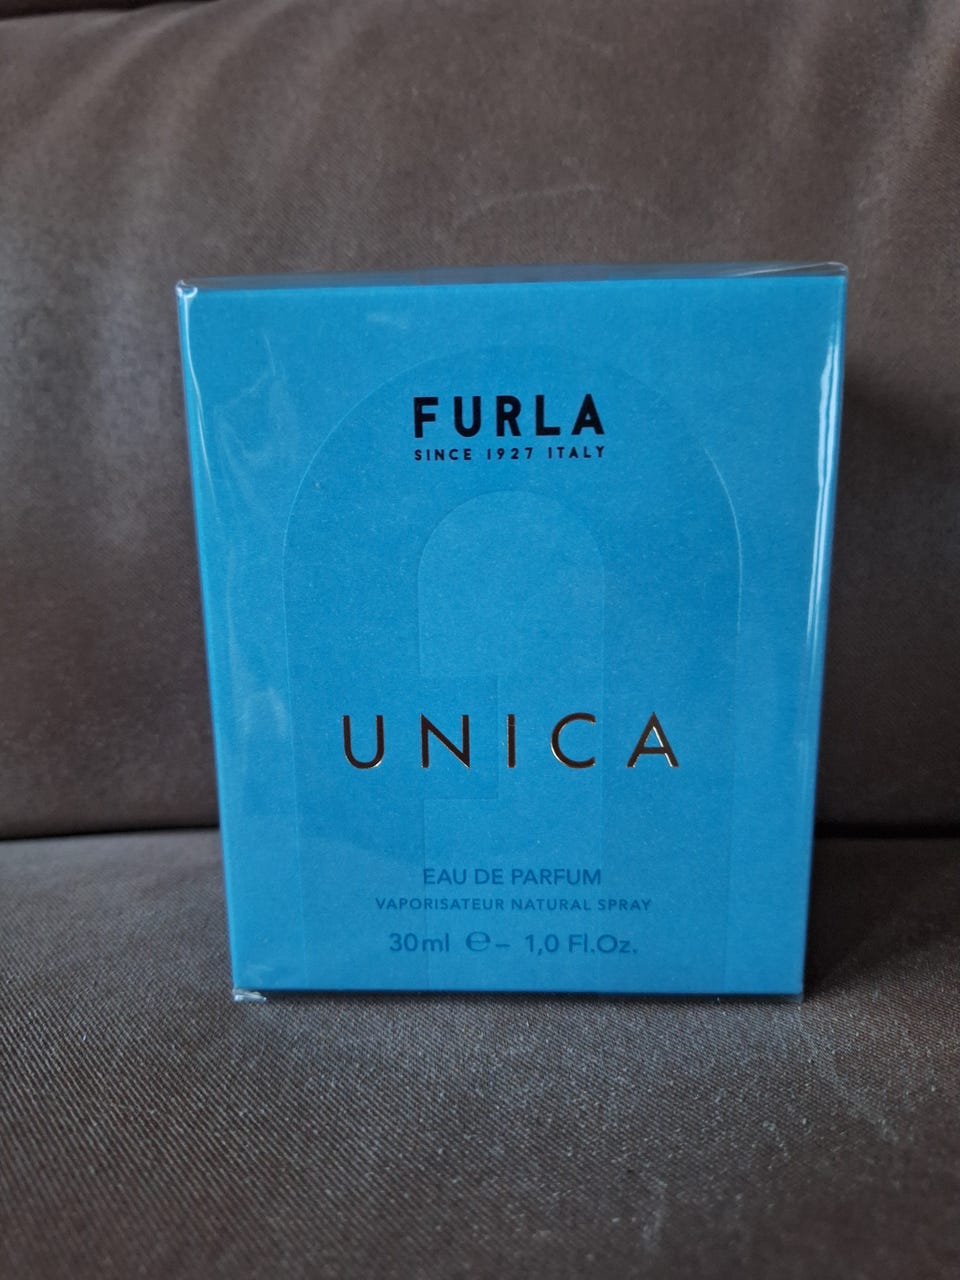 FURLA
SINCE 1927 ITALY
UNICA
EAU DE PARFUM
VAPORISATEUR NATURAL SPRAY
30ml ℮– 1,0 Fl.Oz.